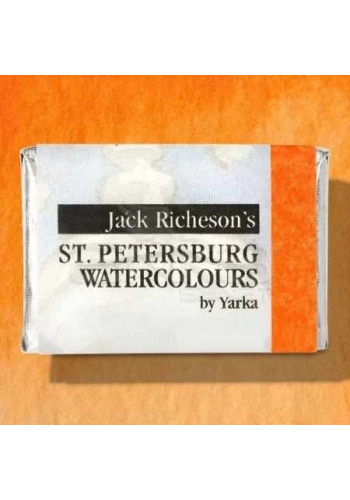 Jack Richeson's
ST. PETERSBURG
WATERCOLOURS
by Yarka